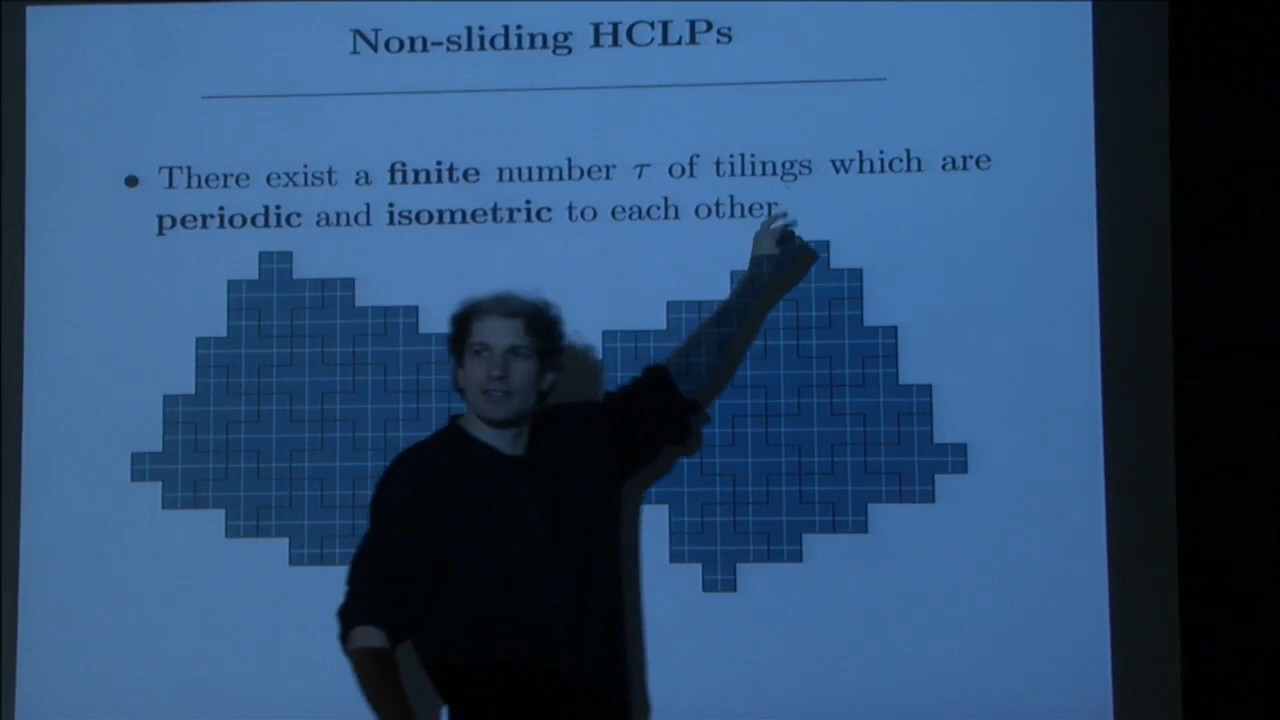 Non-sliding HCLPs
• There exist a finite number τ of tilings which are
periodic and isometric to each other.